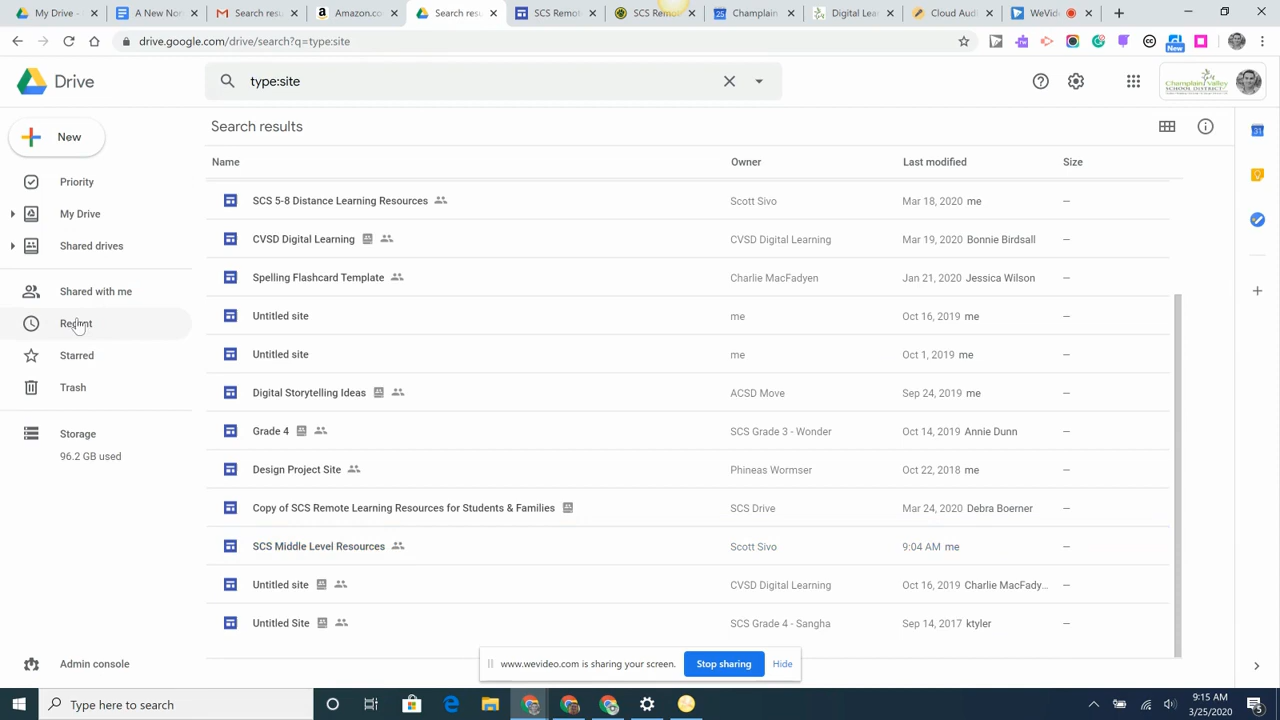 A New Nor
Search resu
Amazon.co
Search resu
SCS Remo
SCS Remo
Champlain
Digital Lear
Cloud Audi
WeVide
drive.google.com/drive/search?q=type:site
New
Drive
type:site
Champlain Valley
SCHOOL DISTRICT
New
Search results
31
Name Owner Last modified Size
Priority
SCS 5-8 Distance Learning Resources Scott Sivo Mar 18, 2020 me –
My Drive
CVSD Digital Learning CVSD Digital Learning Mar 19, 2020 Bonnie Birdsall –
Shared drives
Spelling Flashcard Template Charlie MacFadyen Jan 21, 2020 Jessica Wilson –
Shared with me
Untitled site me Oct 16, 2019 me –
Recent
Untitled site me Oct 1, 2019 me –
Starred
Digital Storytelling Ideas ACSD Move Sep 24, 2019 me –
Trash
Grade 4 SCS Grade 3 - Wonder Oct 14, 2019 Annie Dunn –
Storage
96.2 GB used
Design Project Site Phineas Wormser Oct 22, 2018 me –
Copy of SCS Remote Learning Resources for Students & Families SCS Drive Mar 24, 2020 Debra Boerner –
SCS Middle Level Resources Scott Sivo 9:04 AM me –
Untitled site CVSD Digital Learning Oct 16, 2019 Charlie MacFady... –
Untitled Site SCS Grade 4 - Sangha Sep 14, 2017 ktyler –
Admin console
www.wevideo.com is sharing your screen. Stop sharing Hide
Type here to search
9:15 AM
3/25/2020